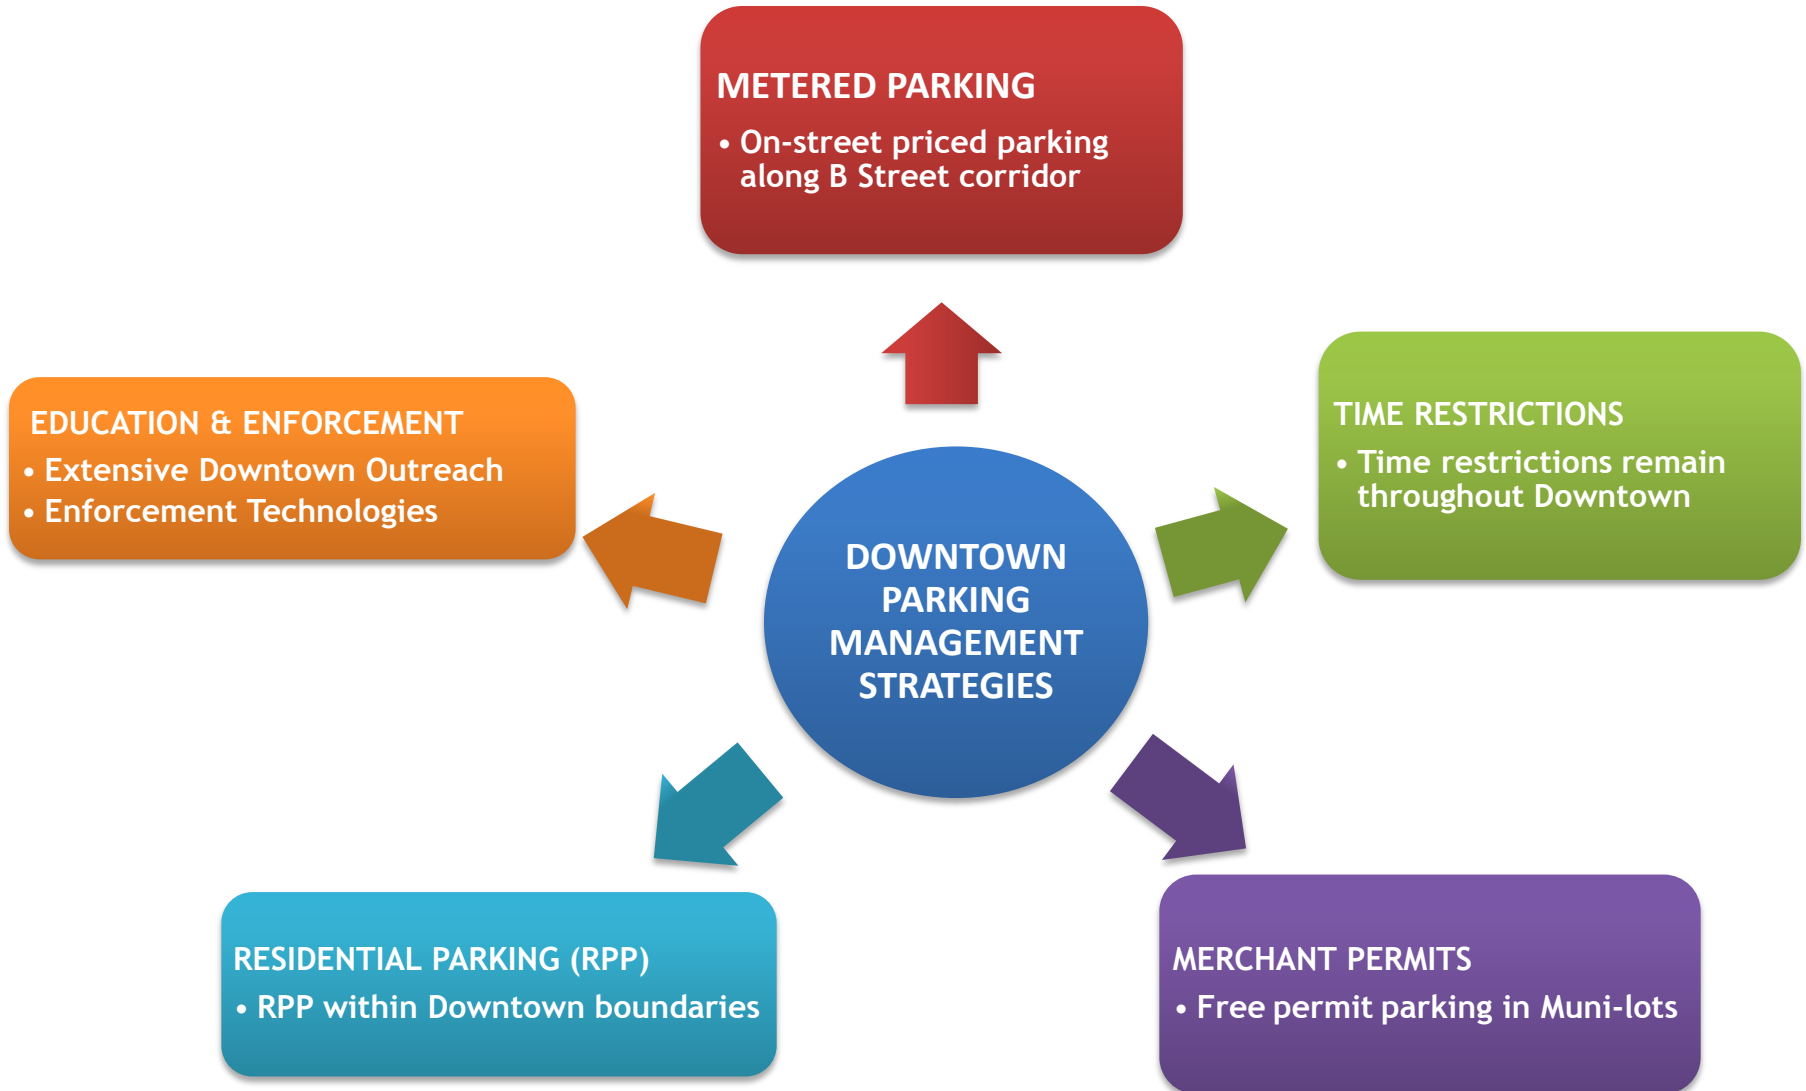 METERED PARKING
• On-street priced parking
along B Street corridor
EDUCATION & ENFORCEMENT
• Extensive Downtown Outreach
• Enforcement Technologies
TIME RESTRICTIONS
• Time restrictions remain
throughout Downtown
DOWNTOWN
PARKING
MANAGEMENT
STRATEGIES
RESIDENTIAL PARKING (RPP)
• RPP within Downtown boundaries
MERCHANT PERMITS
• Free permit parking in Muni-lots